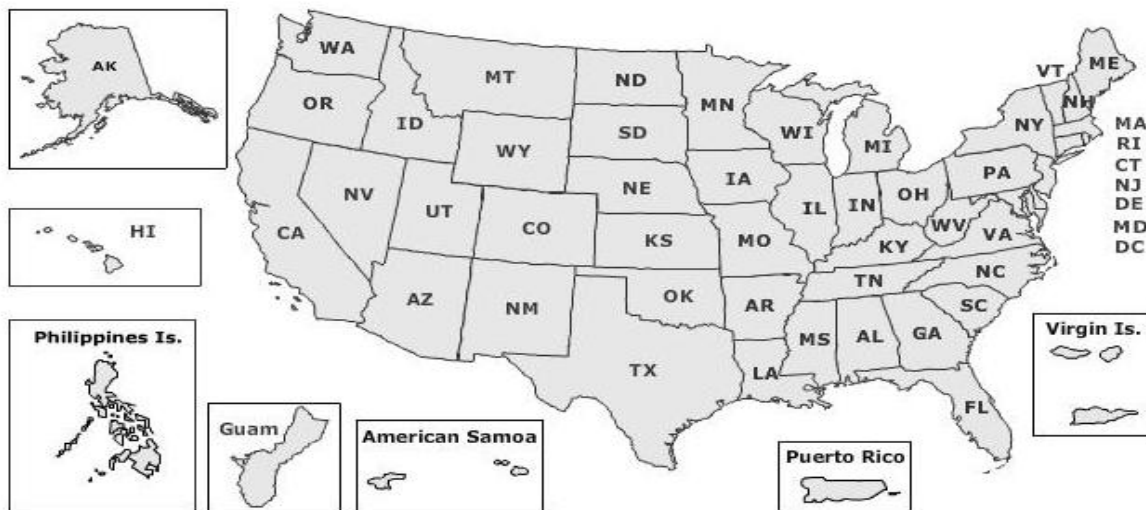 AK
WA
MT
ND
MN
VT
ME
NH
OR
ID
WY
SD
WI
MI
NY
MA
RI
CT
NJ
DE
MD
DC
NV
UT
CO
NE
IA
IL
IN
OH
PA
HI
CA
KS
MO
KY
WV
VA
AZ
NM
OK
AR
TN
NC
SC
TX
LA
MS
AL
GA
FL
Philippines Is.
Guam
American Samoa
Puerto Rico
Virgin Is.